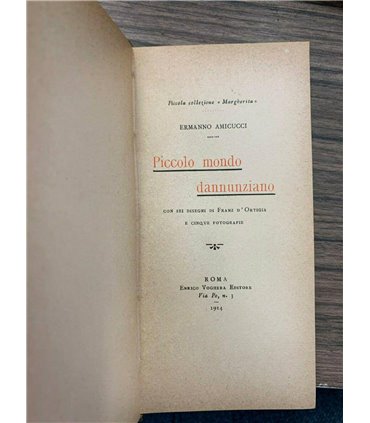 Piccola collezione « Margherita »
ERMANNO AMICUCCI
Piccolo mondo
dannunziano
CON SEI DISEGNI DI FRANZ D'ORTIGIA
E CINQUE FOTOGRAFIE
ROMA
ENRICO VOGHERA EDITORE
Via Po, n. 3
1914